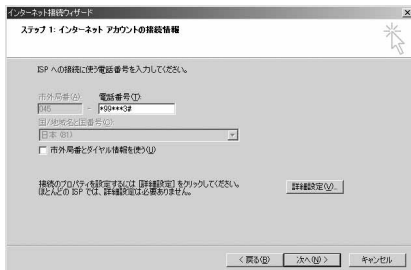 インターネット接続ウィザード
ステップ 1: インターネット アカウントの接続情報
ISP への接続に使う電話番号を入力してください。
市外局番(A): 電話番号(T):
045 - *99***3#
国/地域名と国番号(O):
日本 (81)
市外局番とダイヤル情報を使う(U)
接続のプロパティを設定するには [詳細設定] をクリックしてください。
ほとんどの ISP では、詳細設定は必要ありません。
詳細設定(V)...
< 戻る(B) 次へ(N) > キャンセル